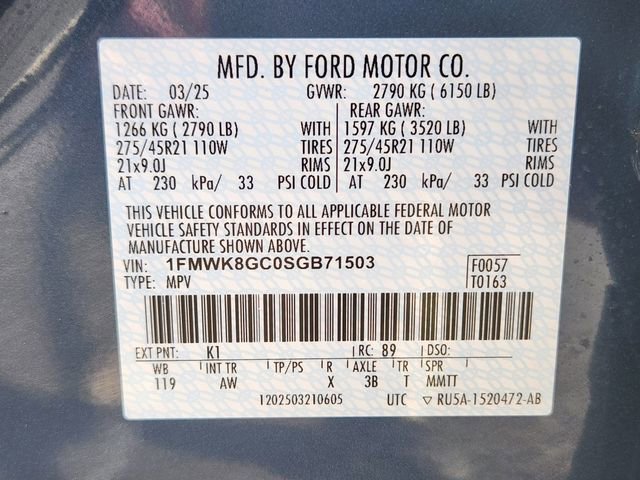 MFD. BY FORD MOTOR CO.
DATE: 03/25 GVWR: 2790 KG ( 6150 LB)
FRONT GAWR: REAR GAWR:
1266 KG ( 2790 LB) WITH 1597 KG ( 3520 LB) WITH
275/45R21 110W TIRES 275/45R21 110W TIRES
21x9.0J RIMS 21x9.0J RIMS
AT 230 kPa/ 33 PSI COLD AT 230 kPa/ 33 PSI COLD
THIS VEHICLE CONFORMS TO ALL APPLICABLE FEDERAL MOTOR
VEHICLE SAFETY STANDARDS IN EFFECT ON THE DATE OF
MANUFACTURE SHOWN ABOVE.
VIN: 1FMWK8GC0SGB71503 F0057
TYPE: MPV T0163
EXT PNT: K1 RC: 89 DSO:
WB INT TR TP/PS R AXLE TR SPR
119 AW X 3B T MMTT
1202503210605 UTC ▽ RU5A-1520472-AB